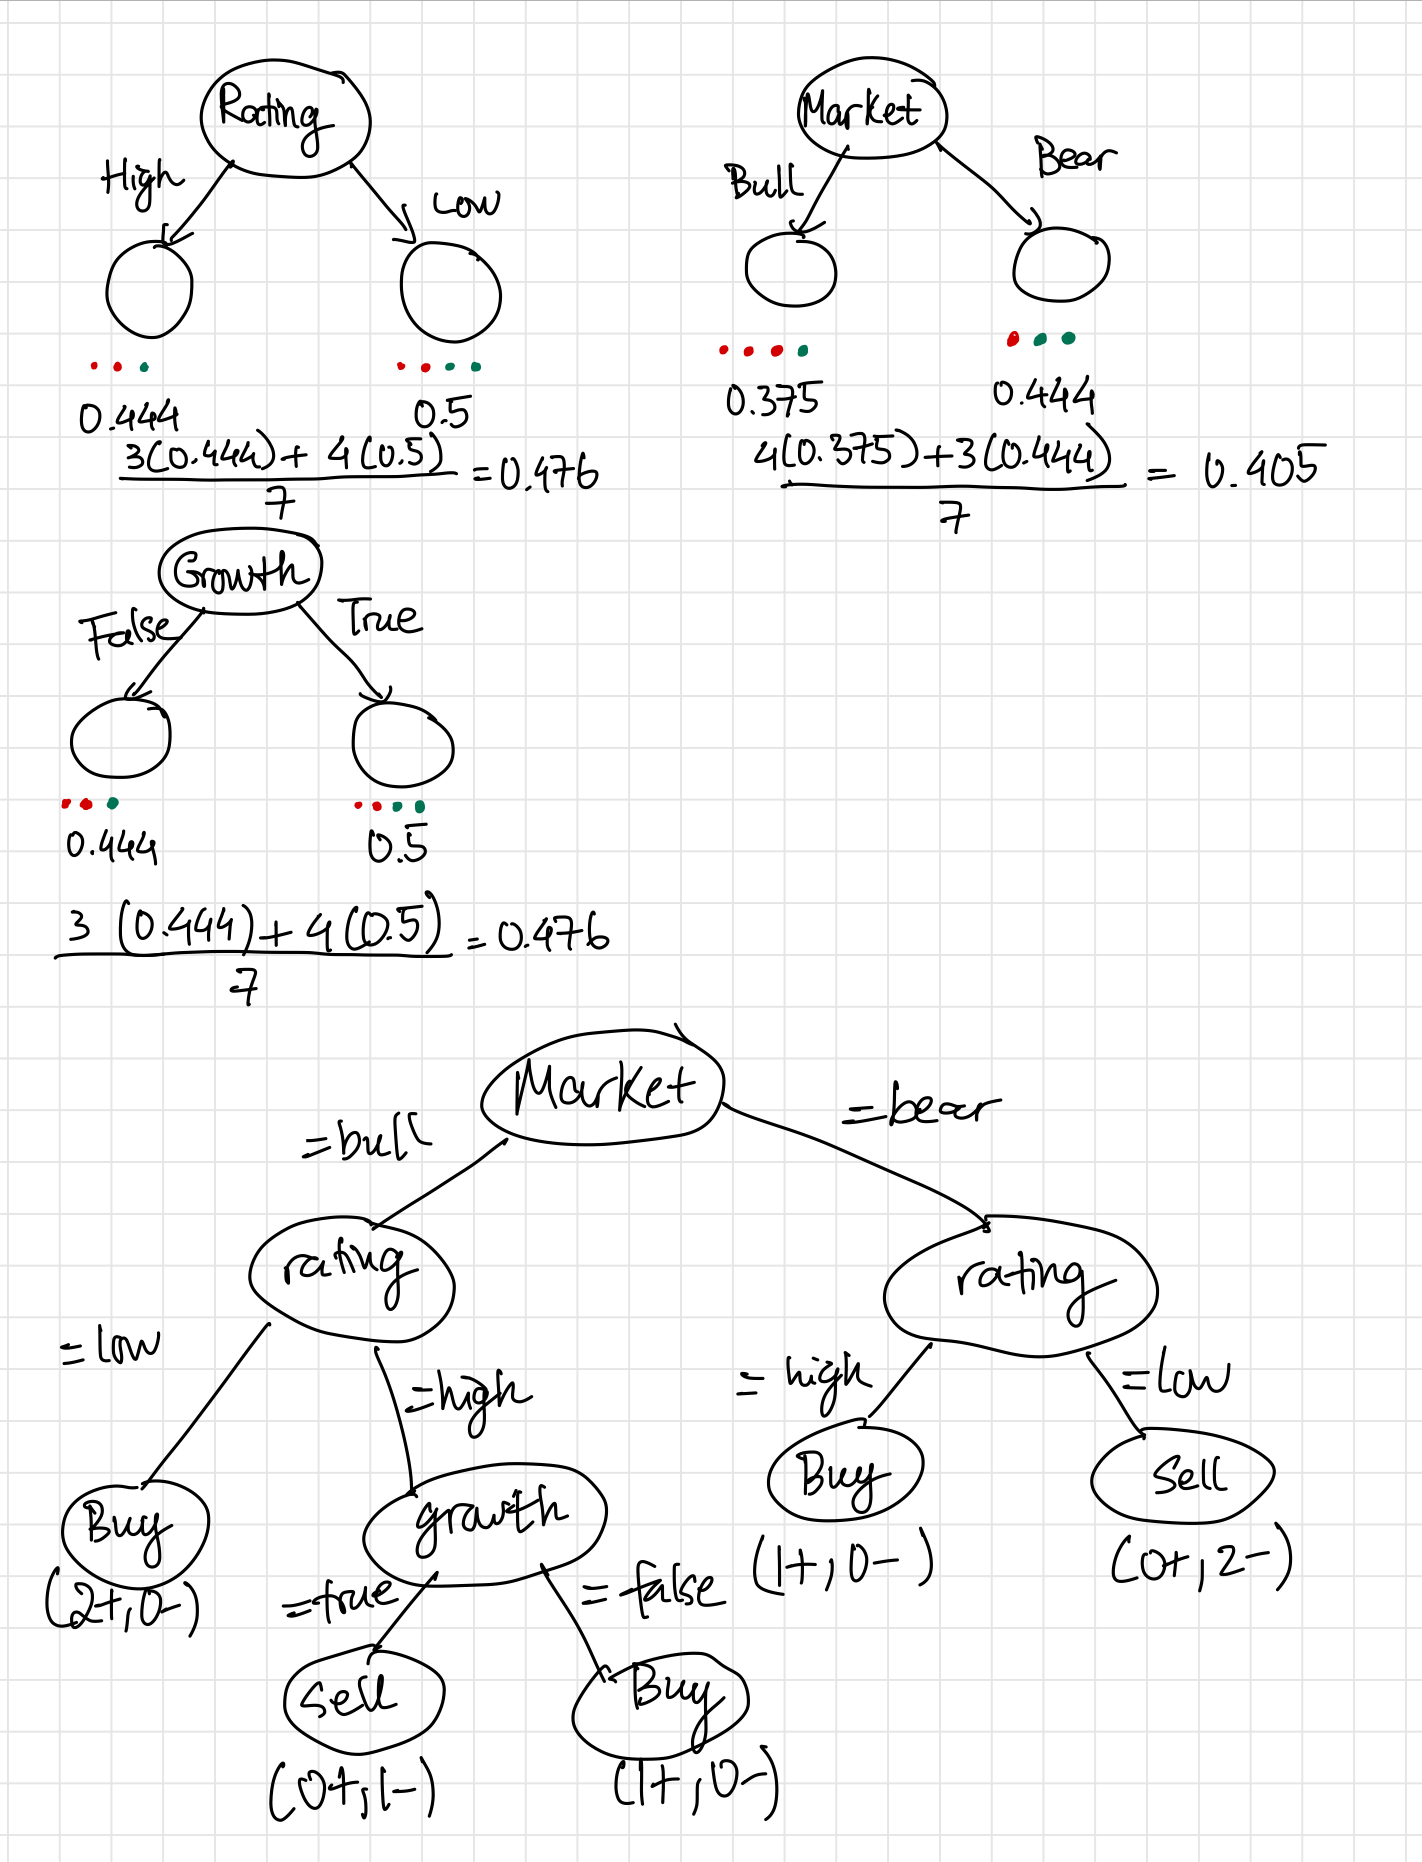 Rating
High
Low
0.444
0.5
3(0.444)+ 4(0.5)
7
=0.476
Market
Bull
Bear
0.375
0.444
4(0.375)+3(0.444)
7
= 0.405
Growth
False
True
0.444
0.5
3 (0.444)+ 4(0.5)
7
=0.476
Market
=bull
=bear
rating
rating
=low
=high
=high
=low
Buy
growth
Buy
Sell
(2+,0-)
(1+,0-)
(0+,2-)
=true
=false
Sell
Buy
(0+,1-)
(1+,0-)